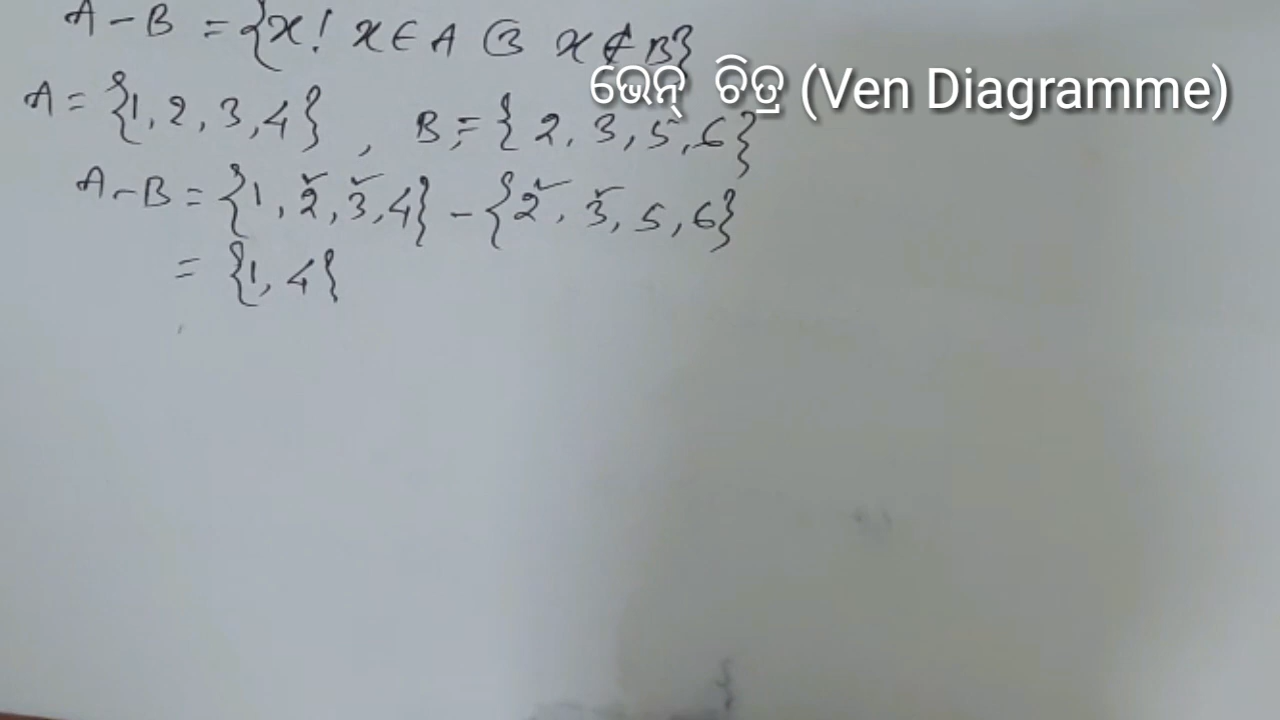 A - B = {x! x ∈ A ଓ x ∉ B}
ଭେନ୍ ଚିତ୍ର (Ven Diagramme)
A = {1, 2, 3, 4} , B = {2, 3, 5, 6}
A - B = {1, 2, 3, 4} - {2, 3, 5, 6}
= {1, 4}